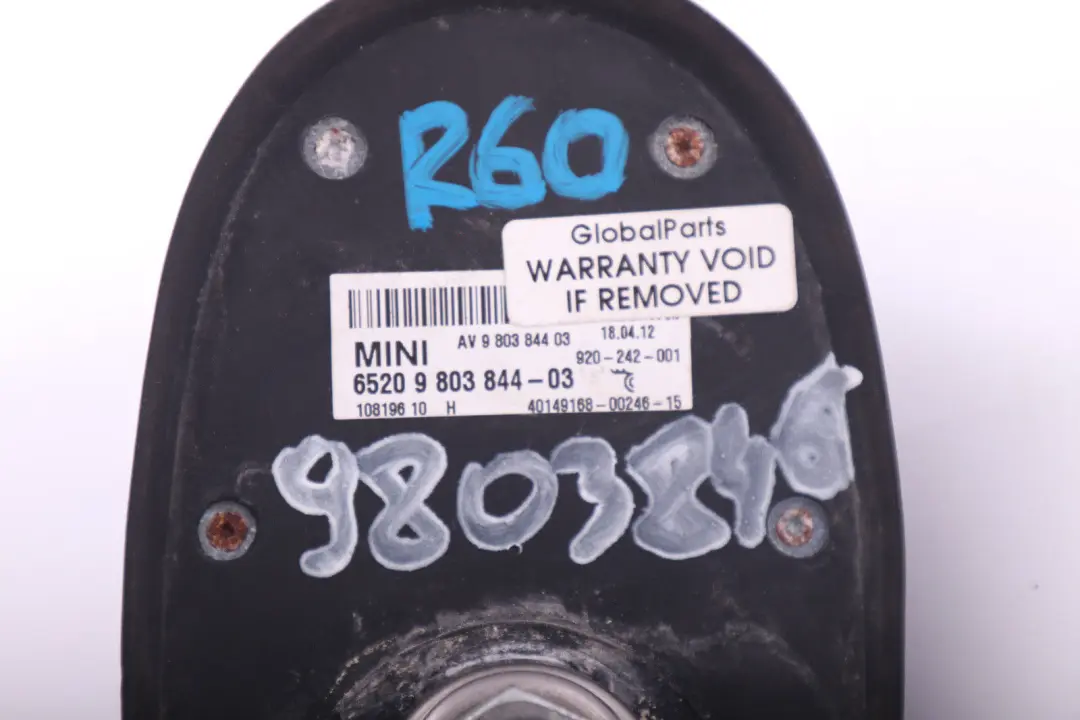 R60
GlobalParts
WARRANTY VOID
IF REMOVED
AV 9 803 844 03 18.04.12
MINI 920-242-001
6520 9 803 844-03
108196 10 H 40149168-00246-15
9803846